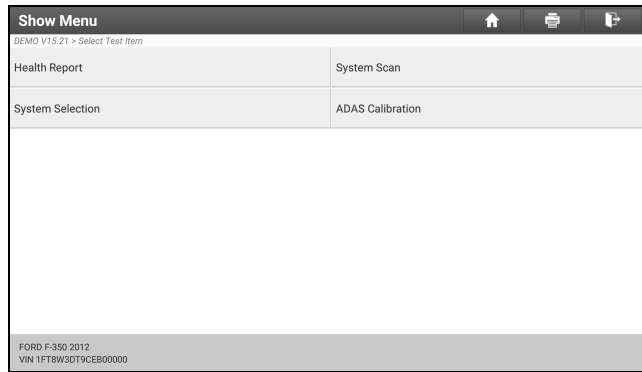 Show Menu
DEMO V15.21 > Select Test Item
Health Report
System Scan
System Selection
ADAS Calibration
FORD F-350 2012
VIN 1FT8W3DT9CEB00000